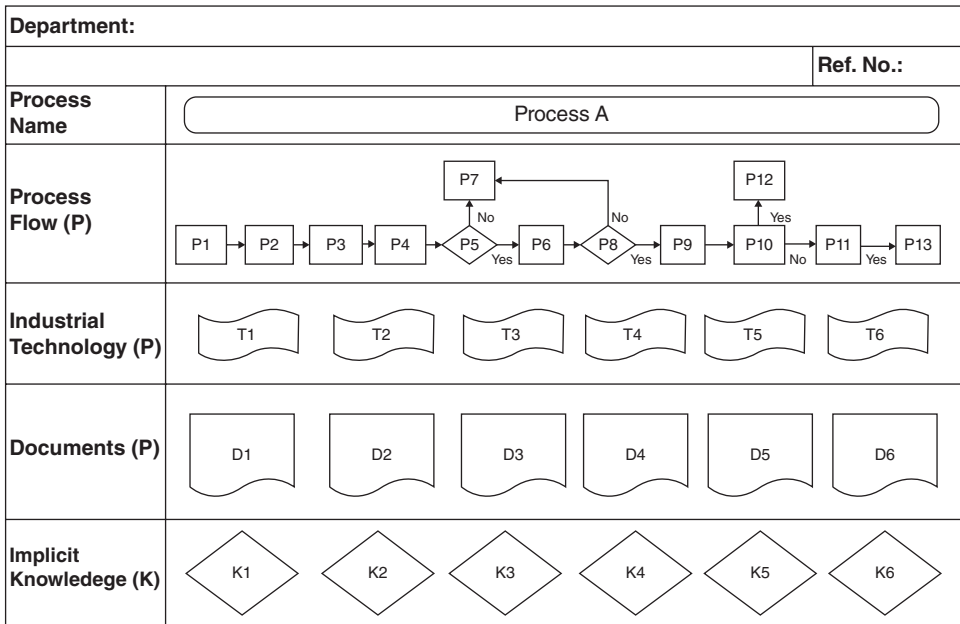 Department:
Ref. No.:
Process
Name
Process A
Process
Flow (P)
P7
P12
No
No
Yes
P1
P2
P3
P4
P5
P6
P8
P9
P10
P11
P13
Yes
Yes
No
Yes
Industrial
Technology (P)
T1
T2
T3
T4
T5
T6
Documents (P)
D1
D2
D3
D4
D5
D6
Implicit
Knowledege (K)
K1
K2
K3
K4
K5
K6